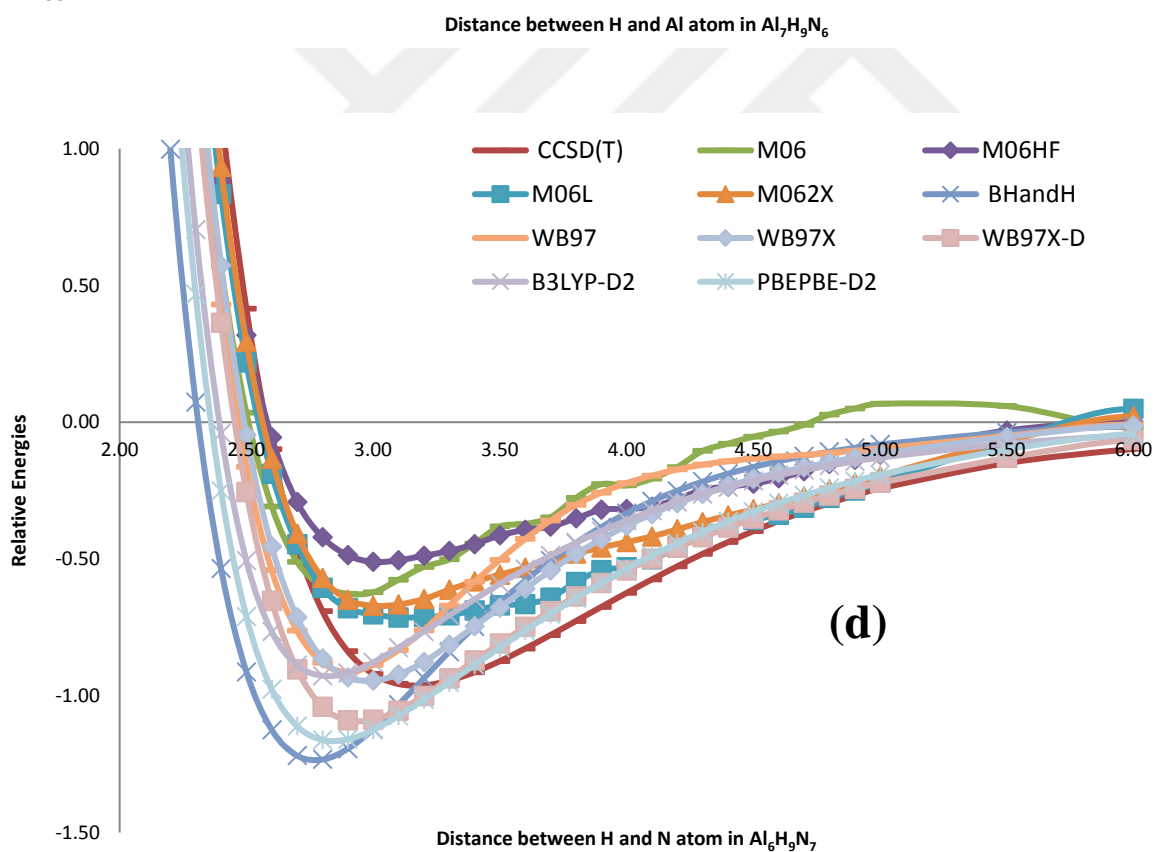 Distance between H and Al atom in Al₇H₉N₆
1.00
CCSD(T) M06 M06HF
M06L M062X BHandH
WB97 WB97X WB97X-D
B3LYP-D2 PBEPBE-D2
0.50
0.00
2.00 2.50 3.00 3.50 4.00 4.50 5.00 5.50 6.00
Relative Energies
-0.50
(d)
-1.00
-1.50
Distance between H and N atom in Al₆H₉N₇